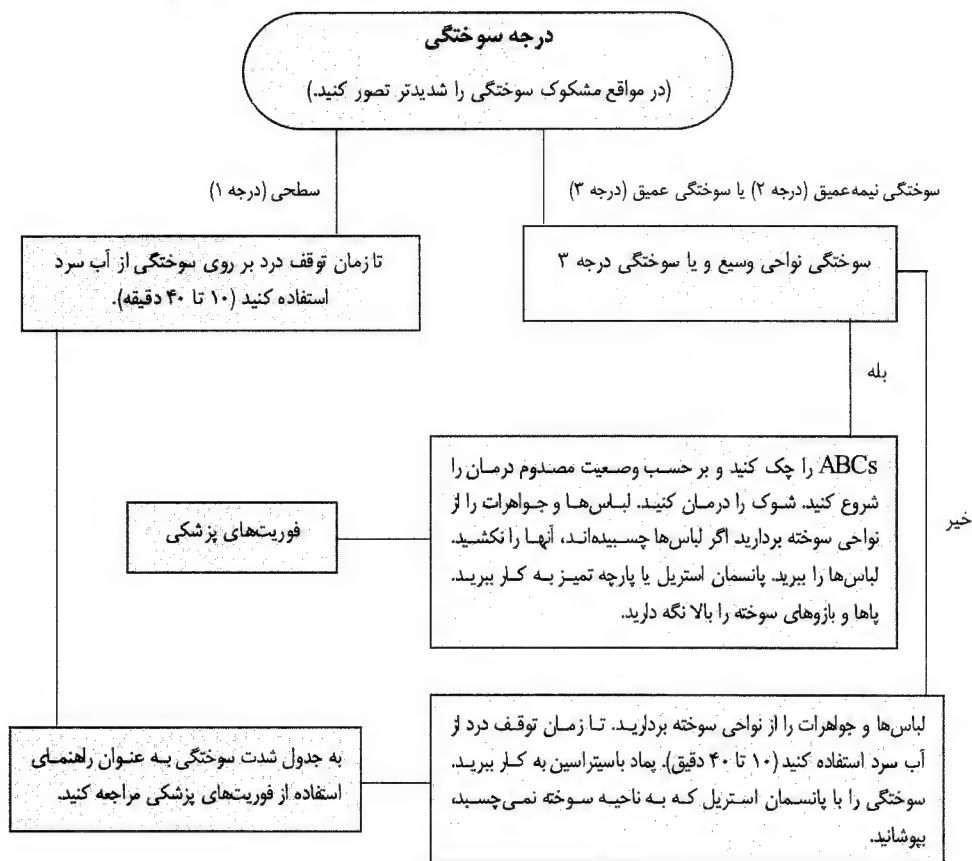 درجه سوختگی
(در مواقع مشکوک سوختگی را شدیدتر تصور کنید.)
سوختگی نیمه‌عمیق (درجه ۲) یا سوختگی عمیق (درجه ۳)
سطحی (درجه ۱)
سوختگی نواحی وسیع و یا سوختگی درجه ۳
تا زمان توقف درد بر روی سوختگی از آب سرد
استفاده کنید (۱۰ تا ۴۰ دقیقه).
بله
خیر
ABCs را چک کنید و بر حسب وضعیت مصدوم درمان را
شروع کنید. شوک را درمان کنید. لباس‌ها و جواهرات را از
نواحی سوخته بردارید. اگر لباس‌ها چسبیده‌اند، آنها را نکشید.
لباس‌ها را ببرید. پانسمان استریل یا پارچه تمیز به کار ببرید.
پاها و بازوهای سوخته را بالا نگه دارید.
فوریت‌های پزشکی
لباس‌ها و جواهرات را از نواحی سوخته بردارید. تا زمان توقف درد از
آب سرد استفاده کنید (۱۰ تا ۴۰ دقیق). پماد باسیتراسین به کار ببرید.
سوختگی را با پانسمان استریل که به ناحیه سوخته نمی‌چسبد،
بپوشانید.
به جدول شدت سوختگی به عنوان راهنمای
استفاده از فوریت‌های پزشکی مراجعه کنید.